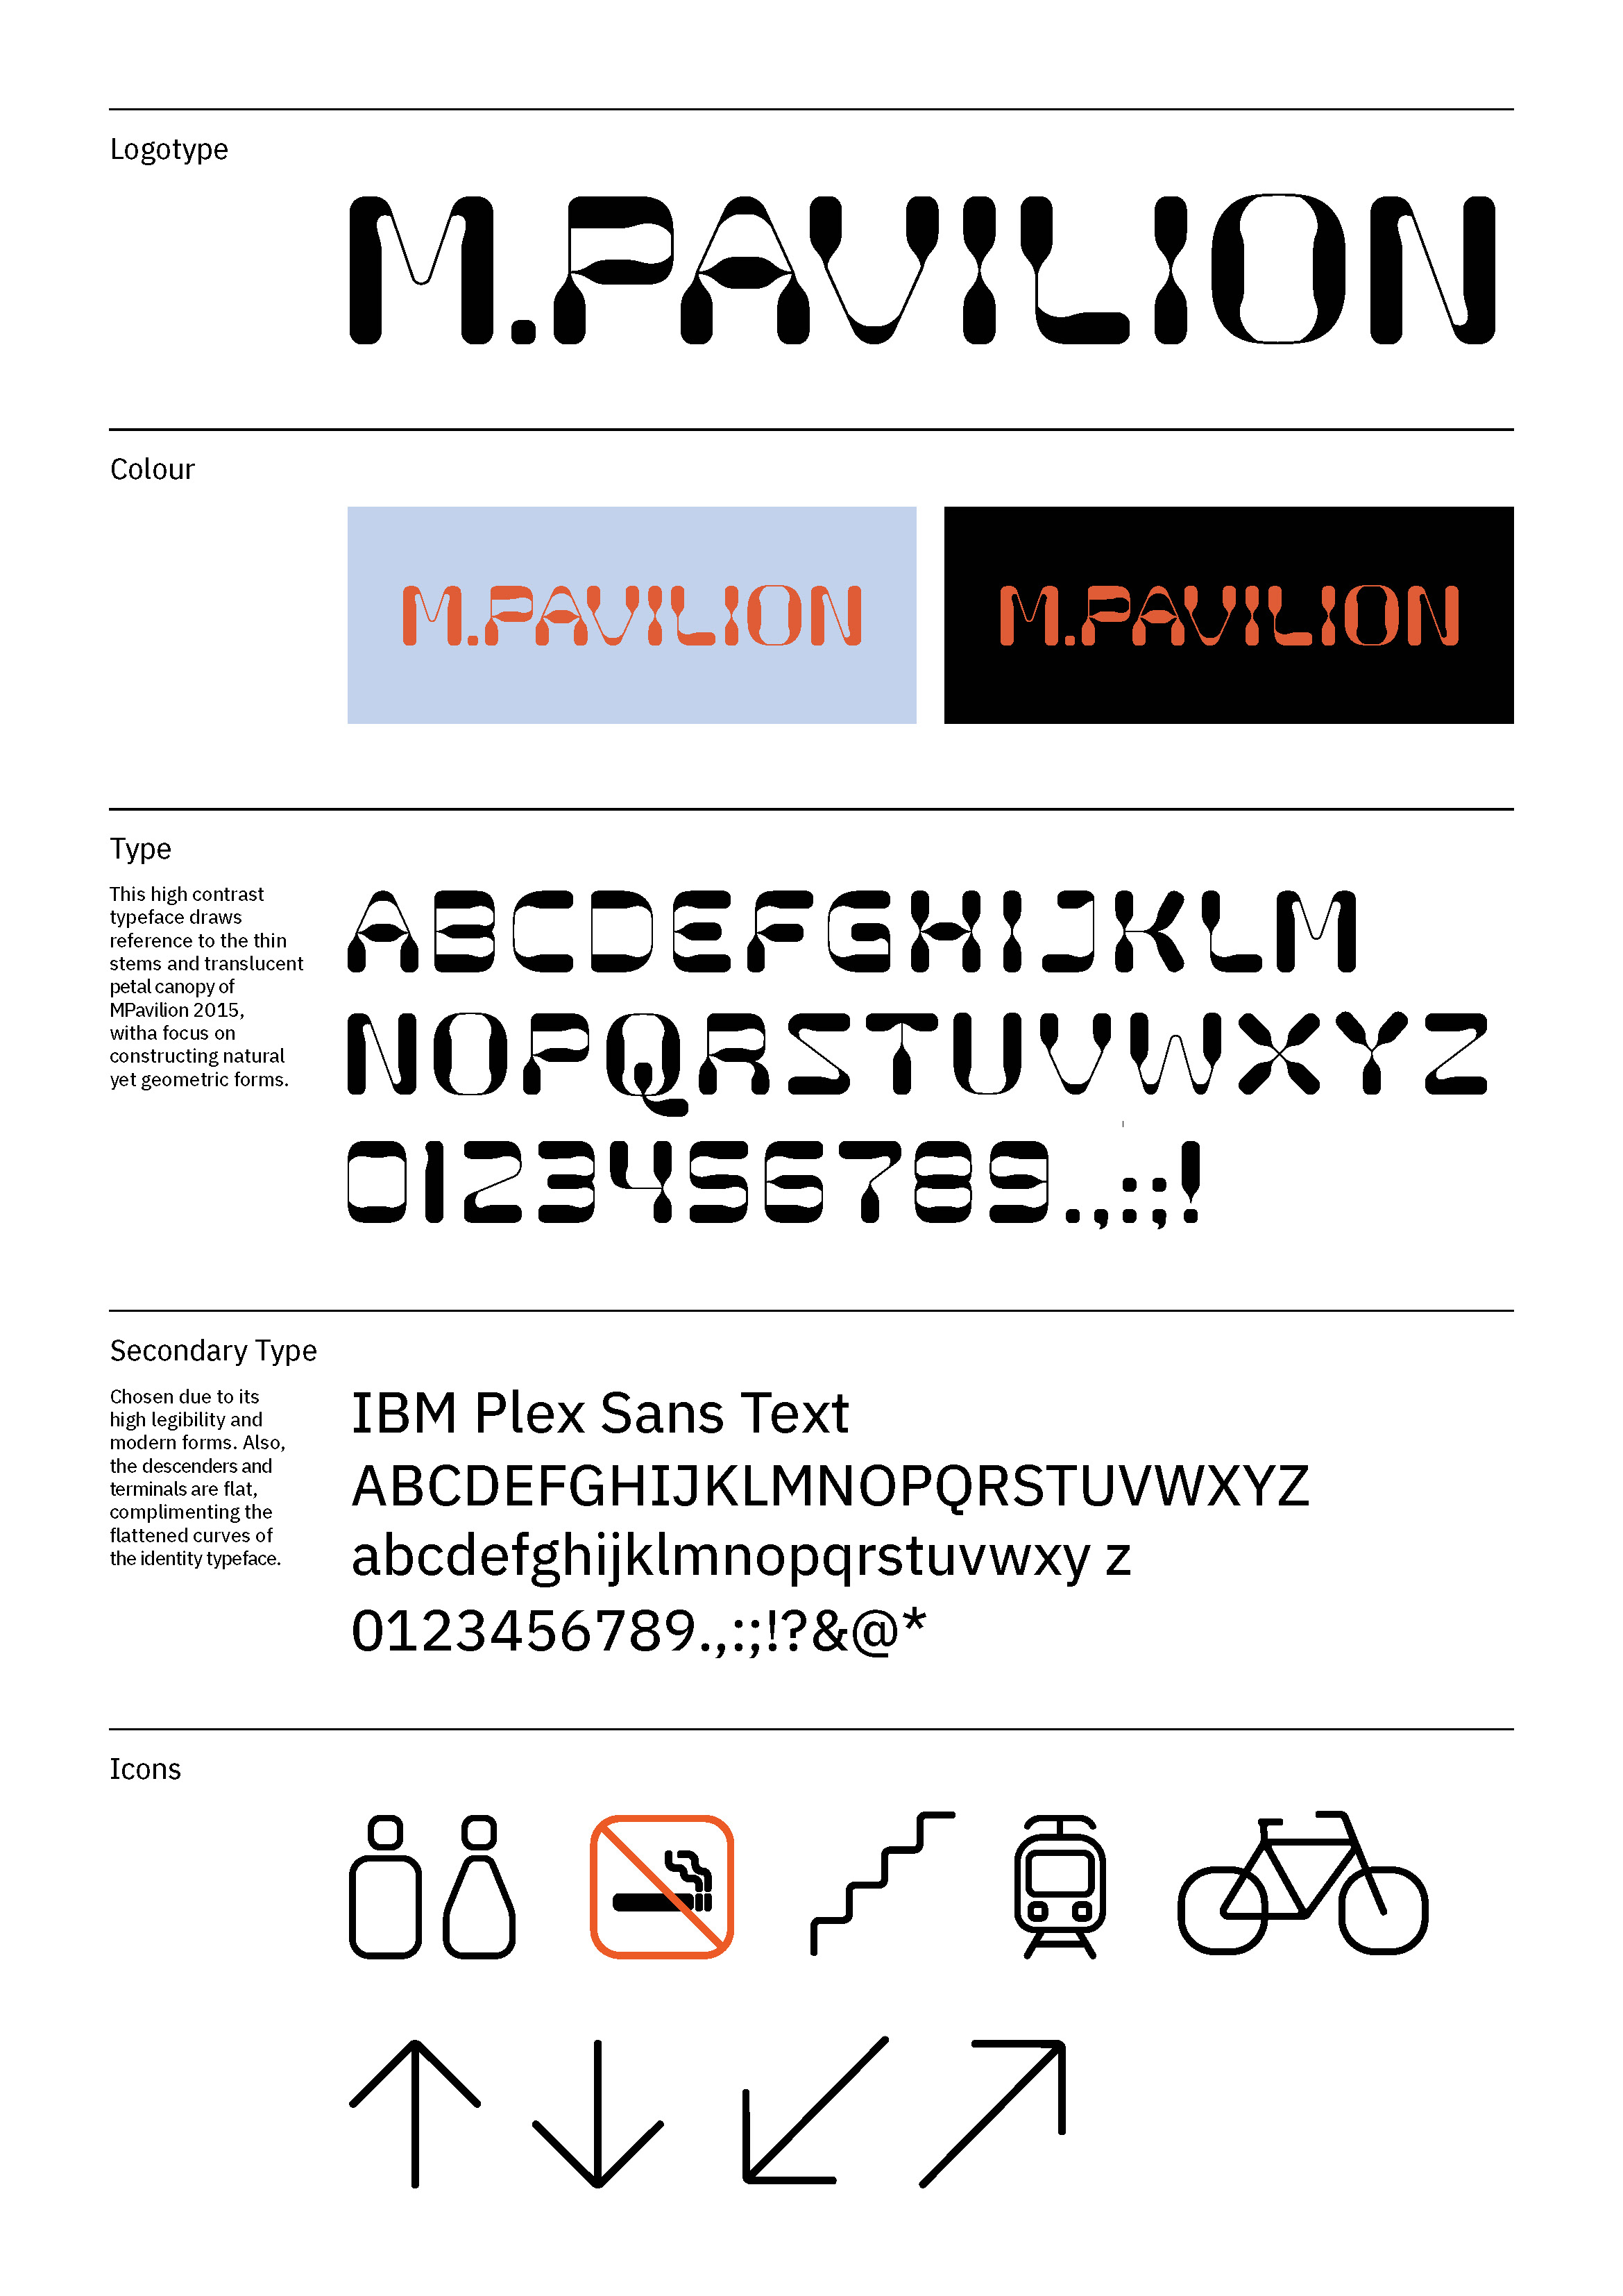 Logotype
M.PAVILION
Colour
M.PAVILION
M.PAVILION
Type
This high contrast
typeface draws
reference to the thin
stems and translucent
petal canopy of
MPavilion 2015,
witha focus on
constructing natural
yet geometric forms.
ABCDEFGHIJKLM
NOPQRSTUVWXYZ
0123456789.,:;!
Secondary Type
Chosen due to its
high legibility and
modern forms. Also,
the descenders and
terminals are flat,
complimenting the
flattened curves of
the identity typeface.
IBM Plex Sans Text
ABCDEFGHIJKLMNOPQRSTUVWXYZ
abcdefghijklmnopqrstuvwxy z
0123456789.,:;!?&@*
Icons